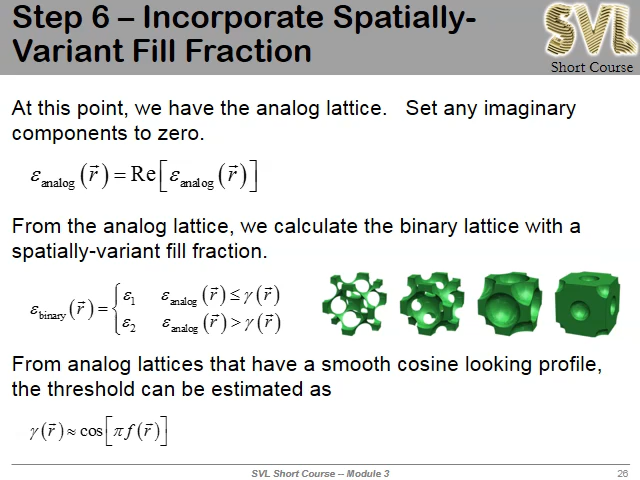 Step 6 – Incorporate Spatially-
Variant Fill Fraction
SVL
Short Course
At this point, we have the analog lattice. Set any imaginary
components to zero.
ε_analog(r⃗) = Re[ε_analog(r⃗)]
From the analog lattice, we calculate the binary lattice with a
spatially-variant fill fraction.
ε_binary(r⃗) = { ε₁ ε_analog(r⃗) ≤ γ(r⃗)
ε₂ ε_analog(r⃗) > γ(r⃗)
From analog lattices that have a smooth cosine looking profile,
the threshold can be estimated as
γ(r⃗) ≈ cos[π f(r⃗)]
SVL Short Course -- Module 3
26